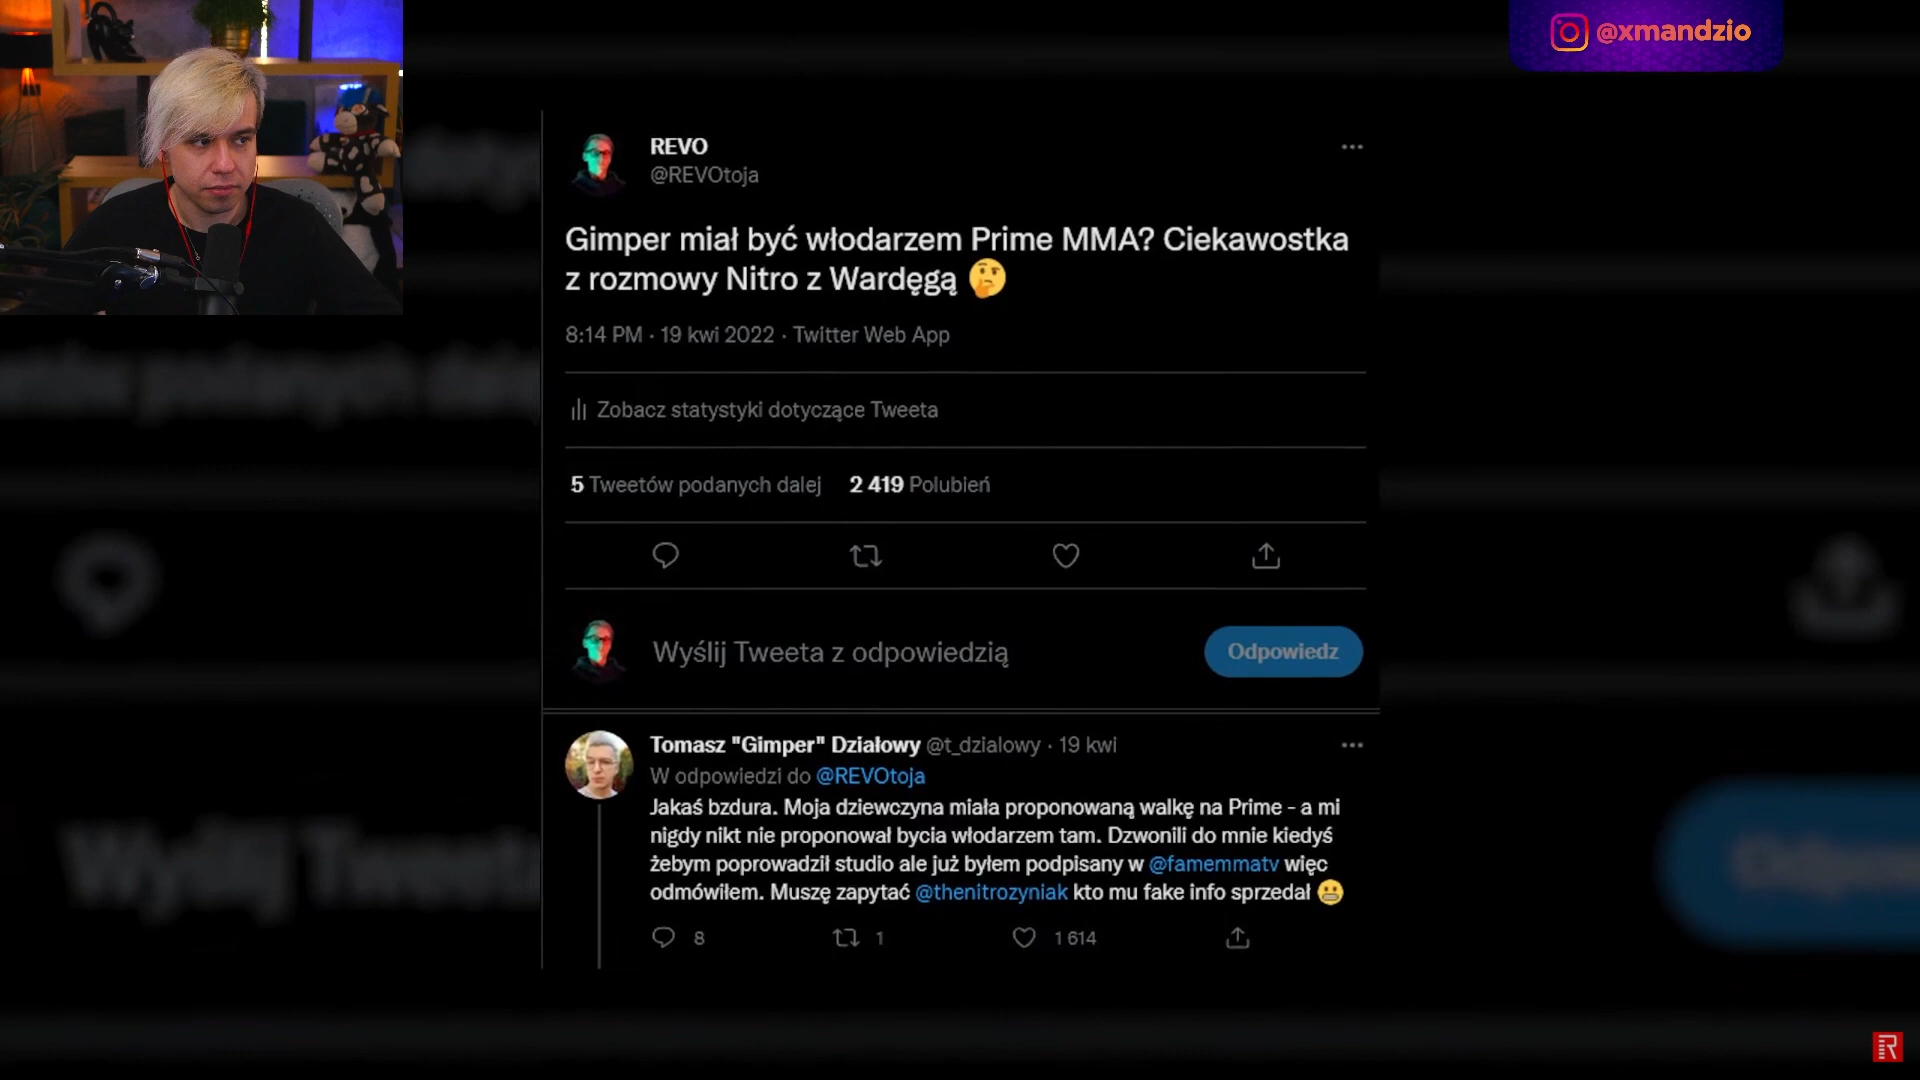 @xmandzio
REVO
@REVOtoja
Gimper miał być włodarzem Prime MMA? Ciekawostka
z rozmowy Nitro z Wardęgą 🤔
8:14 PM · 19 kwi 2022 · Twitter Web App
Zobacz statystyki dotyczące Tweeta
5 Tweetów podanych dalej 2 419 Polubień
Wyślij Tweeta z odpowiedzią
Odpowiedz
Tomasz "Gimper" Działowy @t_dzialowy · 19 kwi
W odpowiedzi do @REVOtoja
Jakaś bzdura. Moja dziewczyna miała proponowaną walkę na Prime - a mi
nigdy nikt nie proponował bycia włodarzem tam. Dzwonili do mnie kiedyś
żebym poprowadził studio ale już byłem podpisany w @famemmatv więc
odmówiłem. Muszę zapytać @thenitrozyniak kto mu fake info sprzedał 😬
8 1 1 614
R